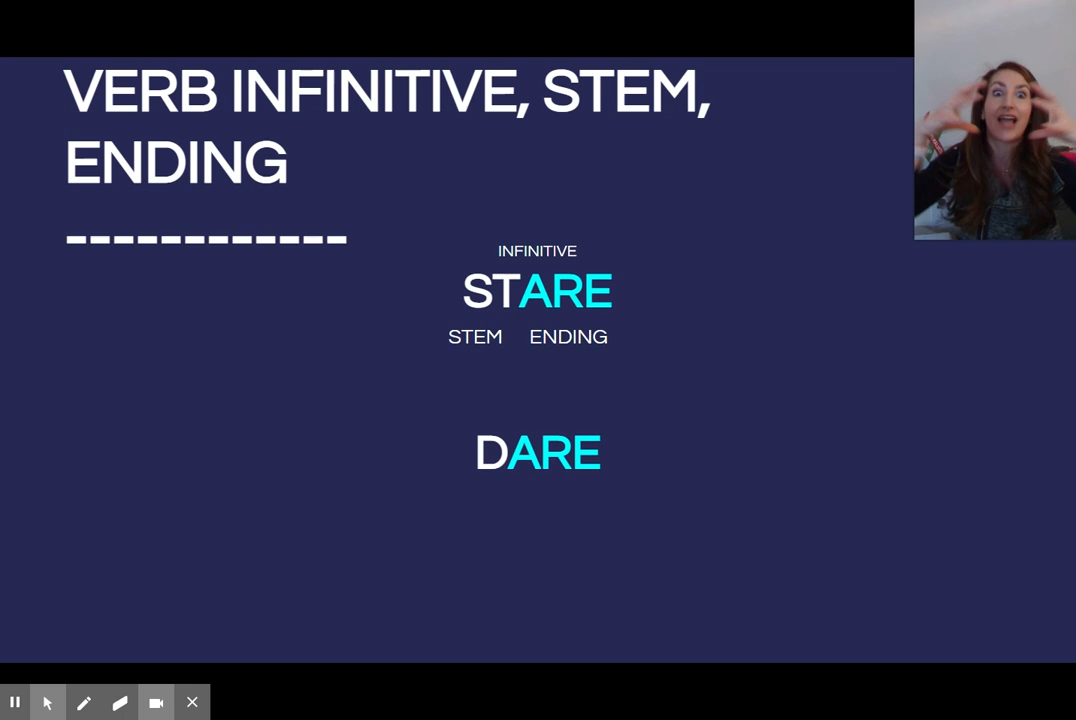 VERB INFINITIVE, STEM,
ENDING
------------
INFINITIVE
STARE
STEM ENDING
DARE